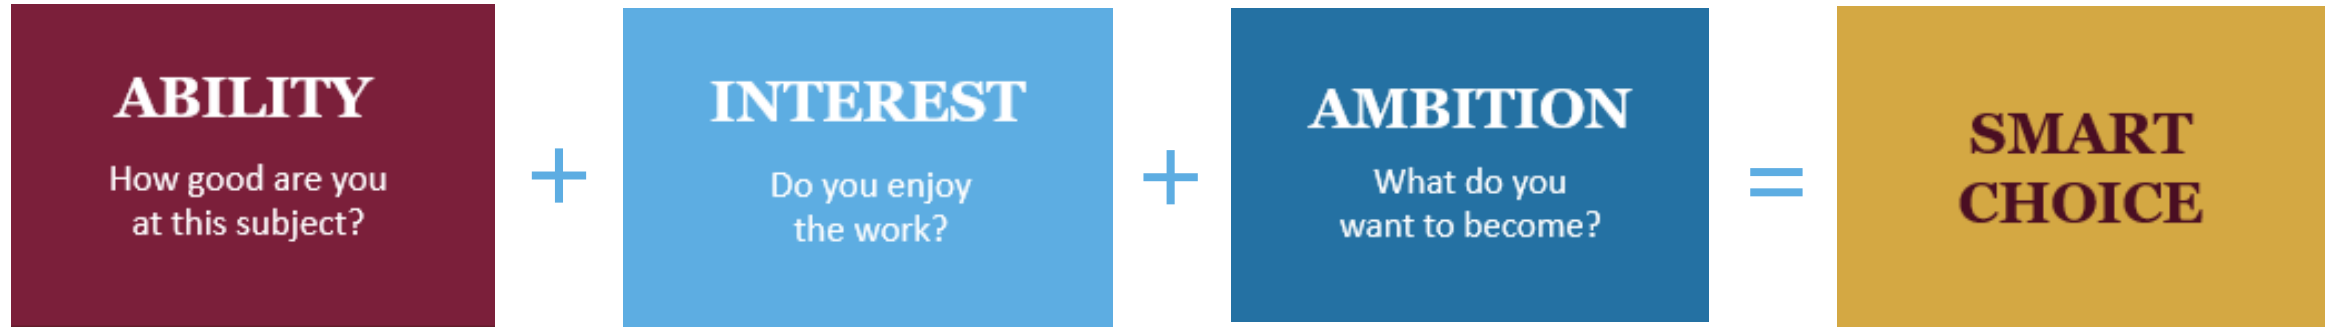 ABILITY
How good are you
at this subject?
+
INTEREST
Do you enjoy
the work?
+
AMBITION
What do you
want to become?
=
SMART
CHOICE